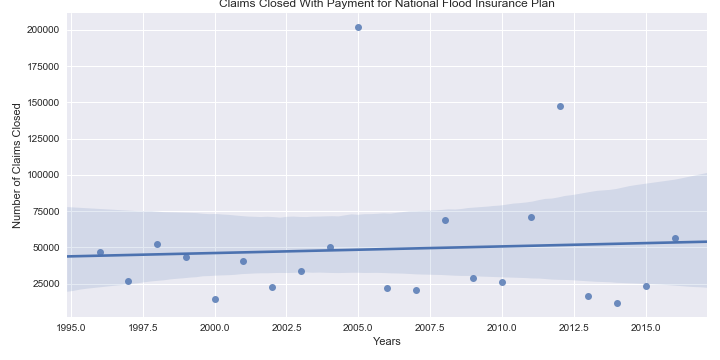 Claims Closed With Payment for National Flood Insurance Plan
200000
175000
150000
125000
100000
75000
50000
25000
Number of Claims Closed
1995.0 1997.5 2000.0 2002.5 2005.0 2007.5 2010.0 2012.5 2015.0
Years